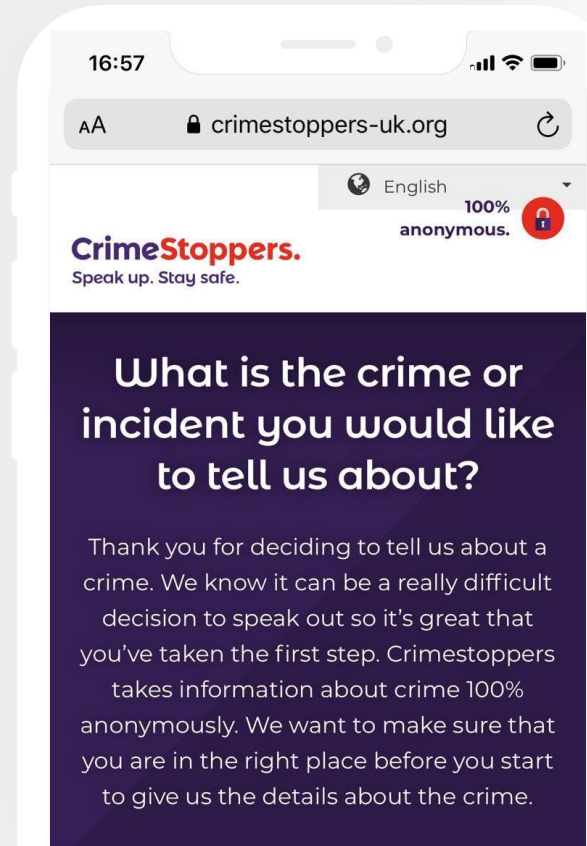 16:57
AA crimestoppers-uk.org
English
100%
anonymous.
CrimeStoppers.
Speak up. Stay safe.
What is the crime or
incident you would like
to tell us about?
Thank you for deciding to tell us about a
crime. We know it can be a really difficult
decision to speak out so it's great that
you've taken the first step. Crimestoppers
takes information about crime 100%
anonymously. We want to make sure that
you are in the right place before you start
to give us the details about the crime.